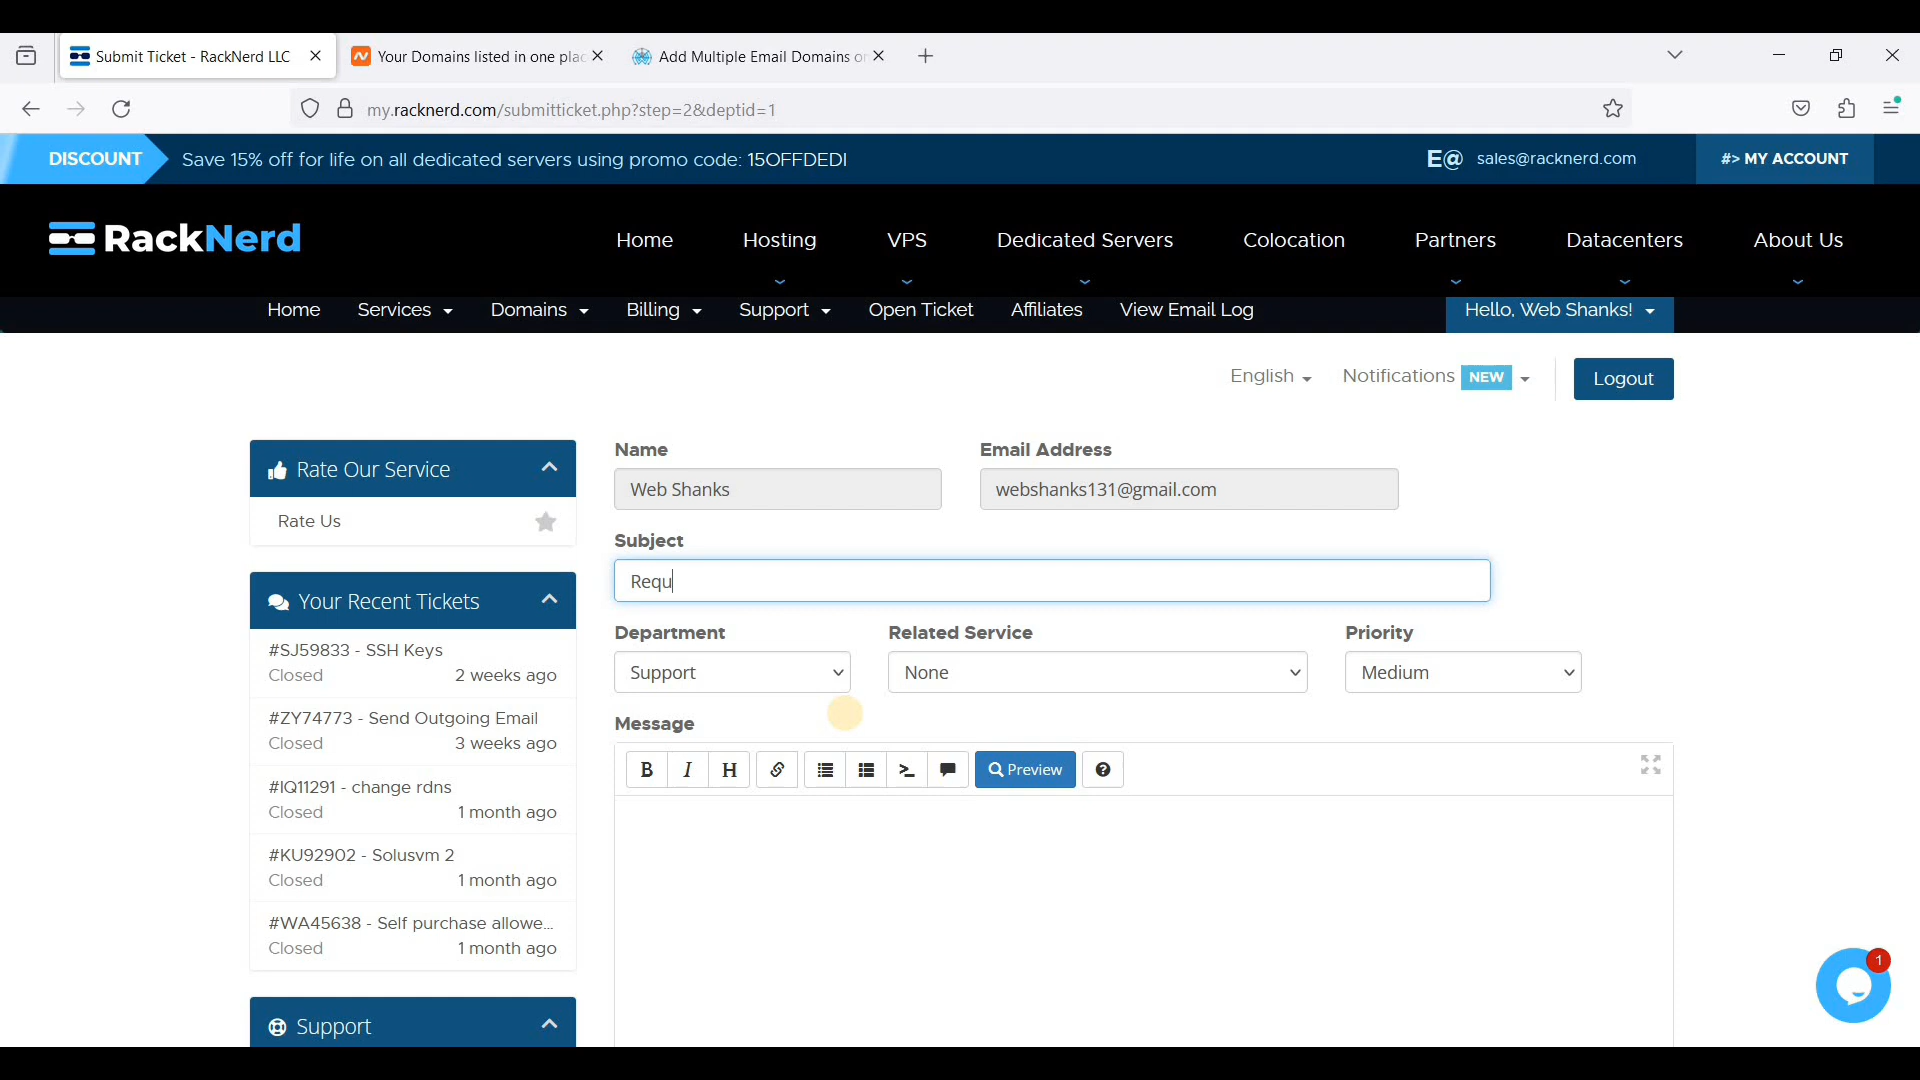 Submit Ticket - RackNerd LLC
Your Domains listed in one plac
Add Multiple Email Domains or
my.racknerd.com/submitticket.php?step=2&deptid=1
DISCOUNT
Save 15% off for life on all dedicated servers using promo code: 15OFFDEDI
E@ sales@racknerd.com
#> MY ACCOUNT
RackNerd
Home
Hosting
VPS
Dedicated Servers
Colocation
Partners
Datacenters
About Us
Home
Services
Domains
Billing
Support
Open Ticket
Affiliates
View Email Log
Hello, Web Shanks!
English
Notifications NEW
Logout
Rate Our Service
Rate Us
Your Recent Tickets
#SJ59833 - SSH Keys
Closed 2 weeks ago
#ZY74773 - Send Outgoing Email
Closed 3 weeks ago
#IQ11291 - change rdns
Closed 1 month ago
#KU92902 - Solusvm 2
Closed 1 month ago
#WA45638 - Self purchase allowe...
Closed 1 month ago
Support
Name
Web Shanks
Email Address
webshanks131@gmail.com
Subject
Requ
Department
Support
Related Service
None
Priority
Medium
Message
B I H
Preview
1